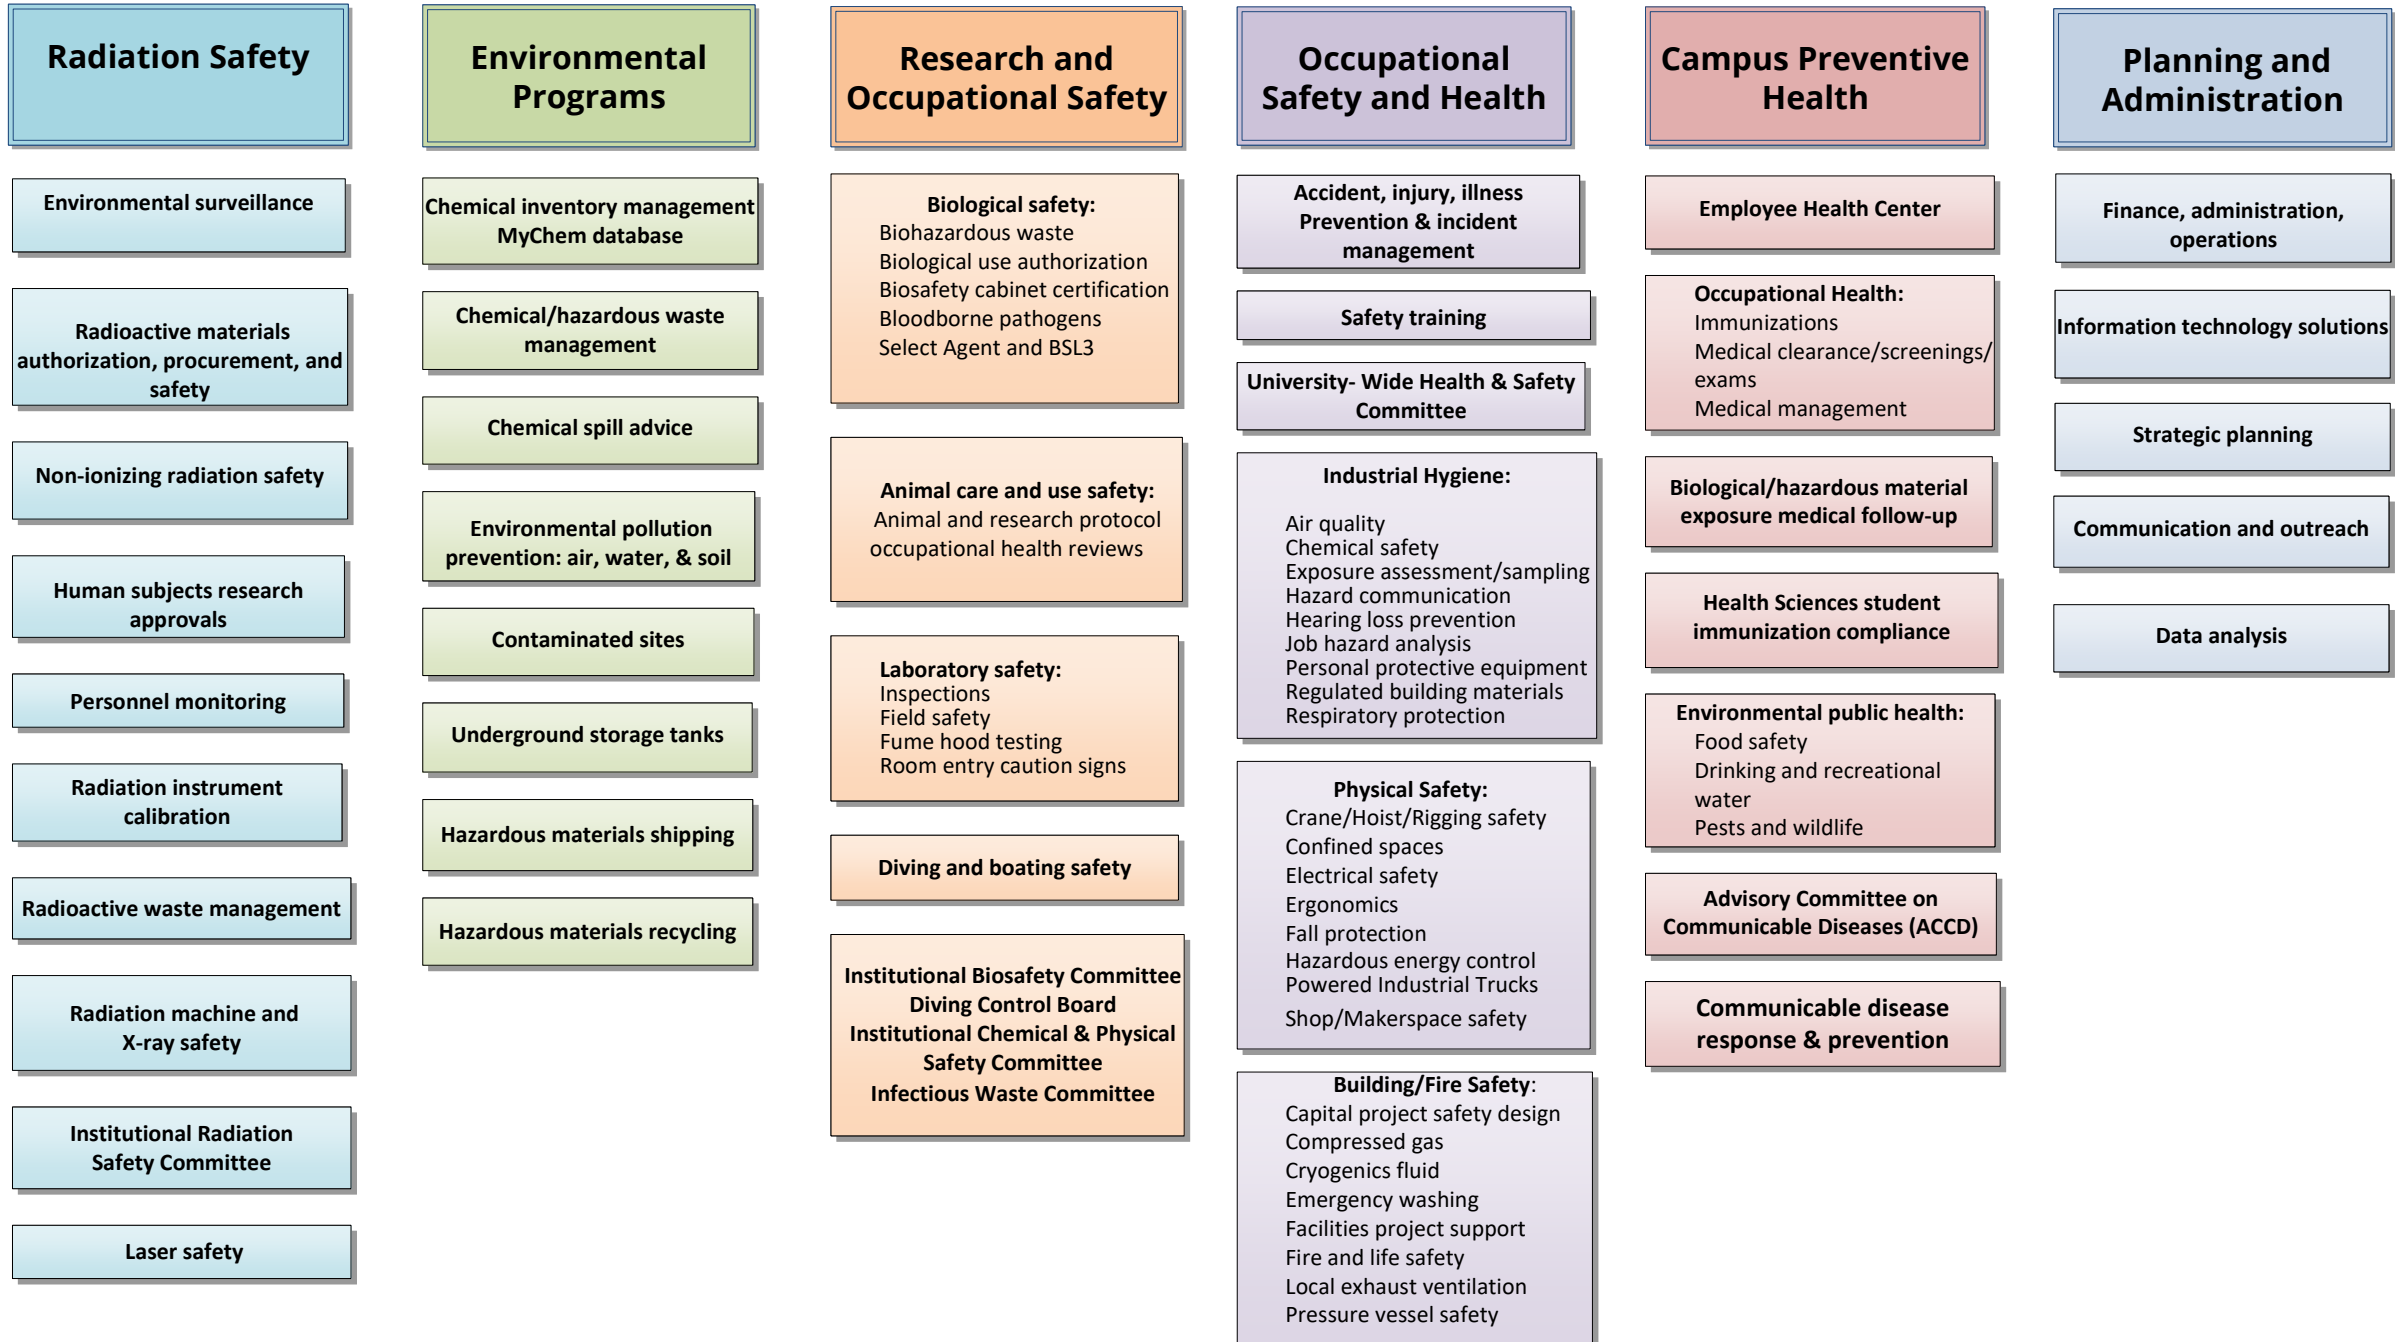 Radiation Safety
Environmental surveillance
Radioactive materials
authorization, procurement, and
safety
Non-ionizing radiation safety
Human subjects research
approvals
Personnel monitoring
Radiation instrument
calibration
Radioactive waste management
Radiation machine and
X-ray safety
Institutional Radiation
Safety Committee
Laser safety
Environmental
Programs
Chemical inventory management
MyChem database
Chemical/hazardous waste
management
Chemical spill advice
Environmental pollution
prevention: air, water, & soil
Contaminated sites
Underground storage tanks
Hazardous materials shipping
Hazardous materials recycling
Research and
Occupational Safety
Biological safety:
Biohazardous waste
Biological use authorization
Biosafety cabinet certification
Bloodborne pathogens
Select Agent and BSL3
Animal care and use safety:
Animal and research protocol
occupational health reviews
Laboratory safety:
Inspections
Field safety
Fume hood testing
Room entry caution signs
Diving and boating safety
Institutional Biosafety Committee
Diving Control Board
Institutional Chemical & Physical
Safety Committee
Infectious Waste Committee
Occupational
Safety and Health
Accident, injury, illness
Prevention & incident
management
Safety training
University- Wide Health & Safety
Committee
Industrial Hygiene:
Air quality
Chemical safety
Exposure assessment/sampling
Hazard communication
Hearing loss prevention
Job hazard analysis
Personal protective equipment
Regulated building materials
Respiratory protection
Physical Safety:
Crane/Hoist/Rigging safety
Confined spaces
Electrical safety
Ergonomics
Fall protection
Hazardous energy control
Powered Industrial Trucks
Shop/Makerspace safety
Building/Fire Safety:
Capital project safety design
Compressed gas
Cryogenics fluid
Emergency washing
Facilities project support
Fire and life safety
Local exhaust ventilation
Pressure vessel safety
Campus Preventive
Health
Employee Health Center
Occupational Health:
Immunizations
Medical clearance/screenings/
exams
Medical management
Biological/hazardous material
exposure medical follow-up
Health Sciences student
immunization compliance
Environmental public health:
Food safety
Drinking and recreational
water
Pests and wildlife
Advisory Committee on
Communicable Diseases (ACCD)
Communicable disease
response & prevention
Planning and
Administration
Finance, administration,
operations
Information technology solutions
Strategic planning
Communication and outreach
Data analysis